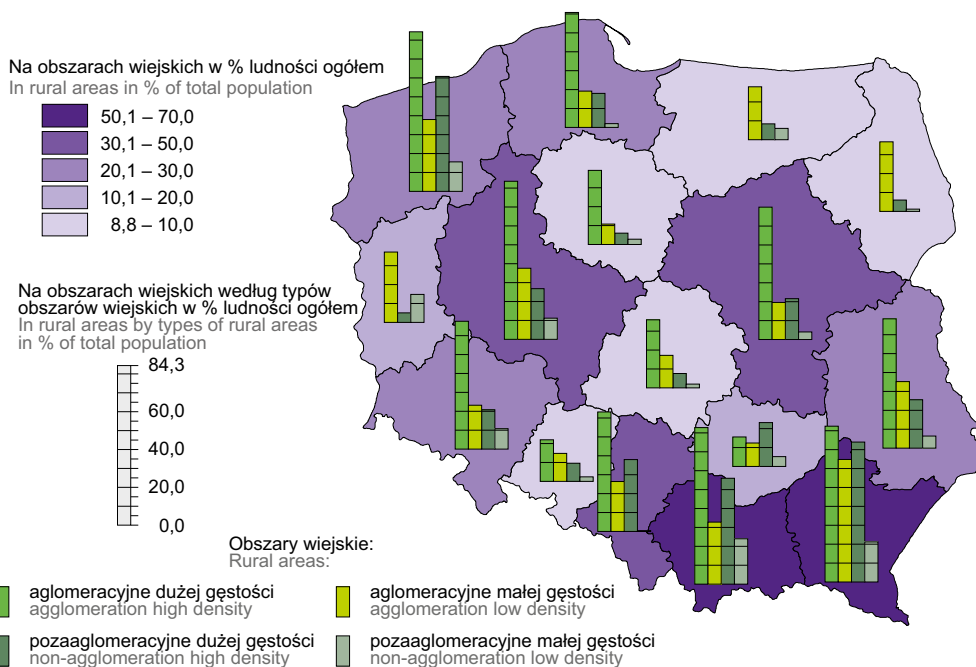 Na obszarach wiejskich w % ludności ogółem
In rural areas in % of total population
50,1 – 70,0
30,1 – 50,0
20,1 – 30,0
10,1 – 20,0
8,8 – 10,0
Na obszarach wiejskich według typów
obszarów wiejskich w % ludności ogółem
In rural areas by types of rural areas
in % of total population
84,3
60,0
40,0
20,0
0,0
Obszary wiejskie:
Rural areas:
aglomeracyjne dużej gęstości
agglomeration high density
aglomeracyjne małej gęstości
agglomeration low density
pozaaglomeracyjne dużej gęstości
non-agglomeration high density
pozaaglomeracyjne małej gęstości
non-agglomeration low density